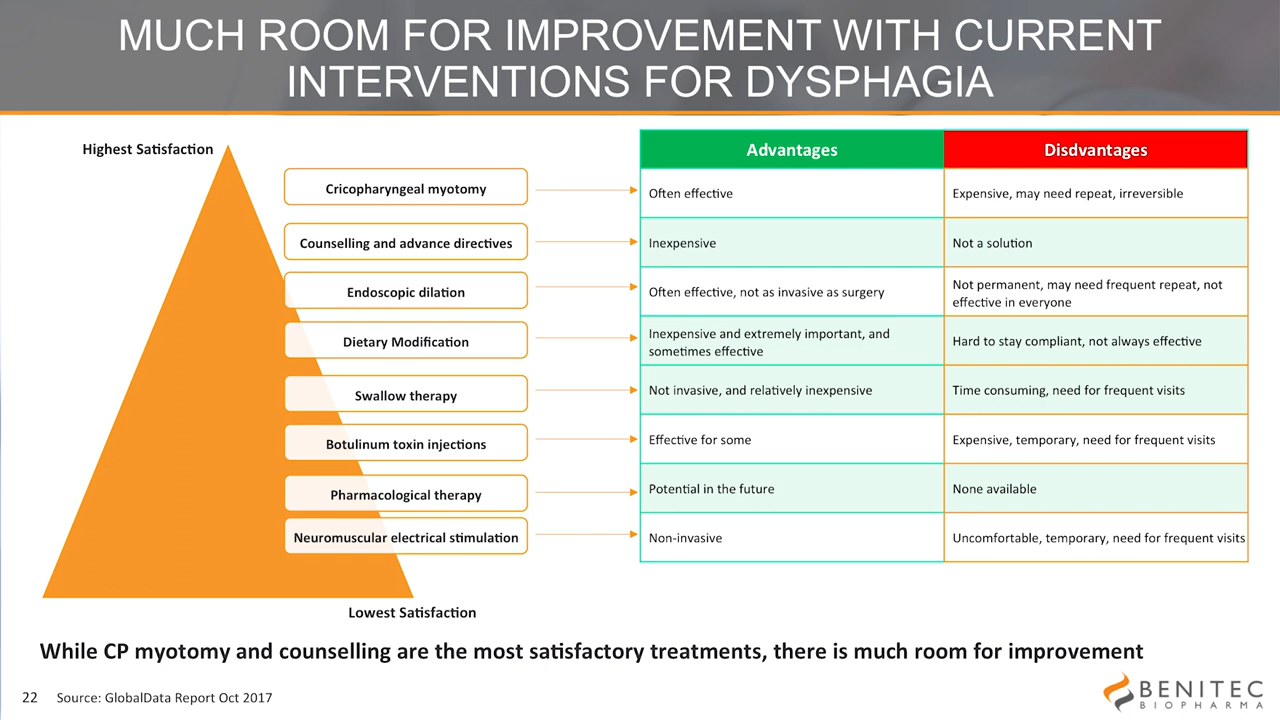 MUCH ROOM FOR IMPROVEMENT WITH CURRENT
INTERVENTIONS FOR DYSPHAGIA
Highest Satisfaction
Cricopharyngeal myotomy
Counselling and advance directives
Endoscopic dilation
Dietary Modification
Swallow therapy
Botulinum toxin injections
Pharmacological therapy
Neuromuscular electrical stimulation
Lowest Satisfaction
Advantages
Disdvantages
Often effective
Expensive, may need repeat, irreversible
Inexpensive
Not a solution
Often effective, not as invasive as surgery
Not permanent, may need frequent repeat, not
effective in everyone
Inexpensive and extremely important, and
sometimes effective
Hard to stay compliant, not always effective
Not invasive, and relatively inexpensive
Time consuming, need for frequent visits
Effective for some
Expensive, temporary, need for frequent visits
Potential in the future
None available
Non-invasive
Uncomfortable, temporary, need for frequent visits
While CP myotomy and counselling are the most satisfactory treatments, there is much room for improvement
22 Source: GlobalData Report Oct 2017
BENITEC
BIOPHARMA